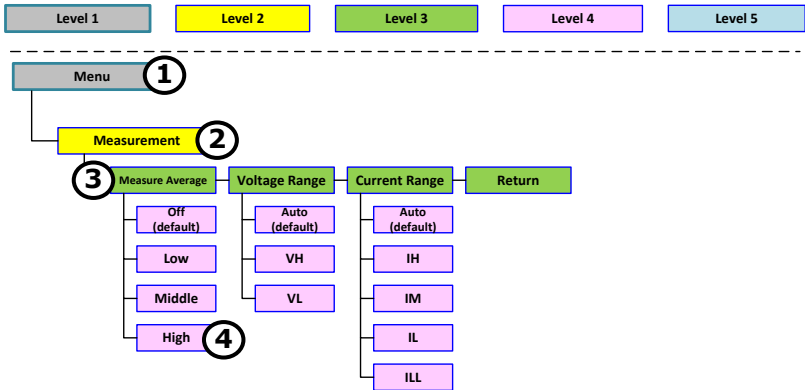 Level 1
Level 2
Level 3
Level 4
Level 5
Menu
1
Measurement
2
3
Measure Average
Voltage Range
Current Range
Return
Off
(default)
Auto
(default)
Auto
(default)
Low
VH
IH
Middle
VL
IM
High
4
IL
ILL